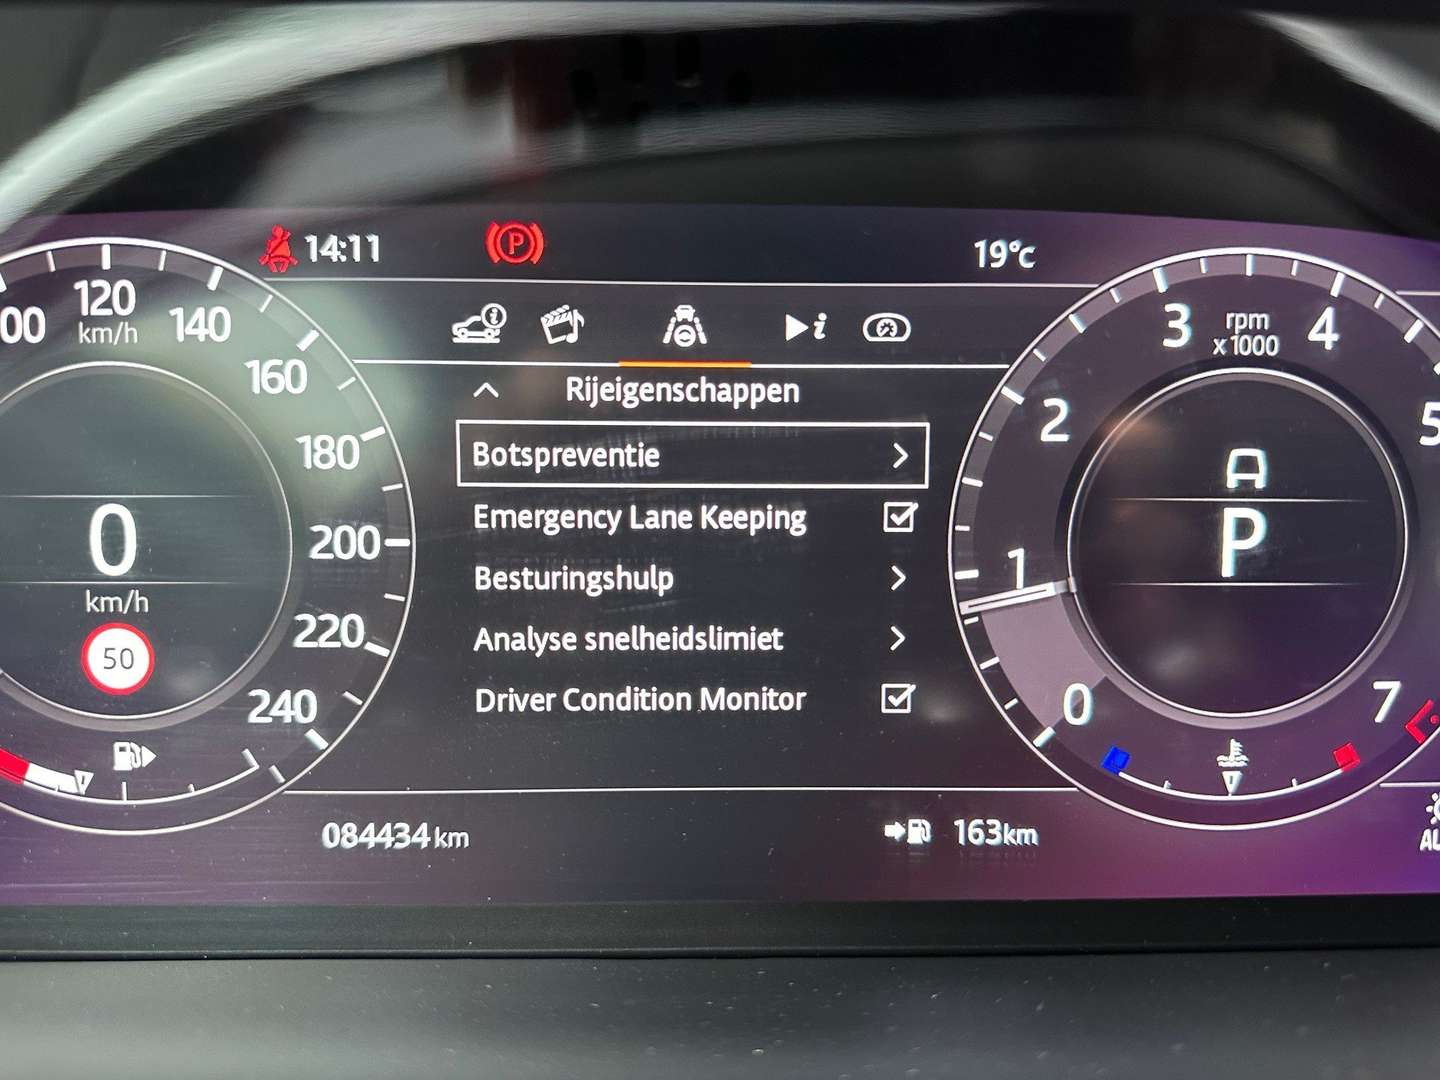 14:11
P
19°C
00
120
km/h
140
160
180
200
220
240
0
km/h
50
Rijeigenschappen
Botspreventie
Emergency Lane Keeping
Besturingshulp
Analyse snelheidslimiet
Driver Condition Monitor
rpm
x1000
0
1
2
3
4
5
7
P
084434 km
163km